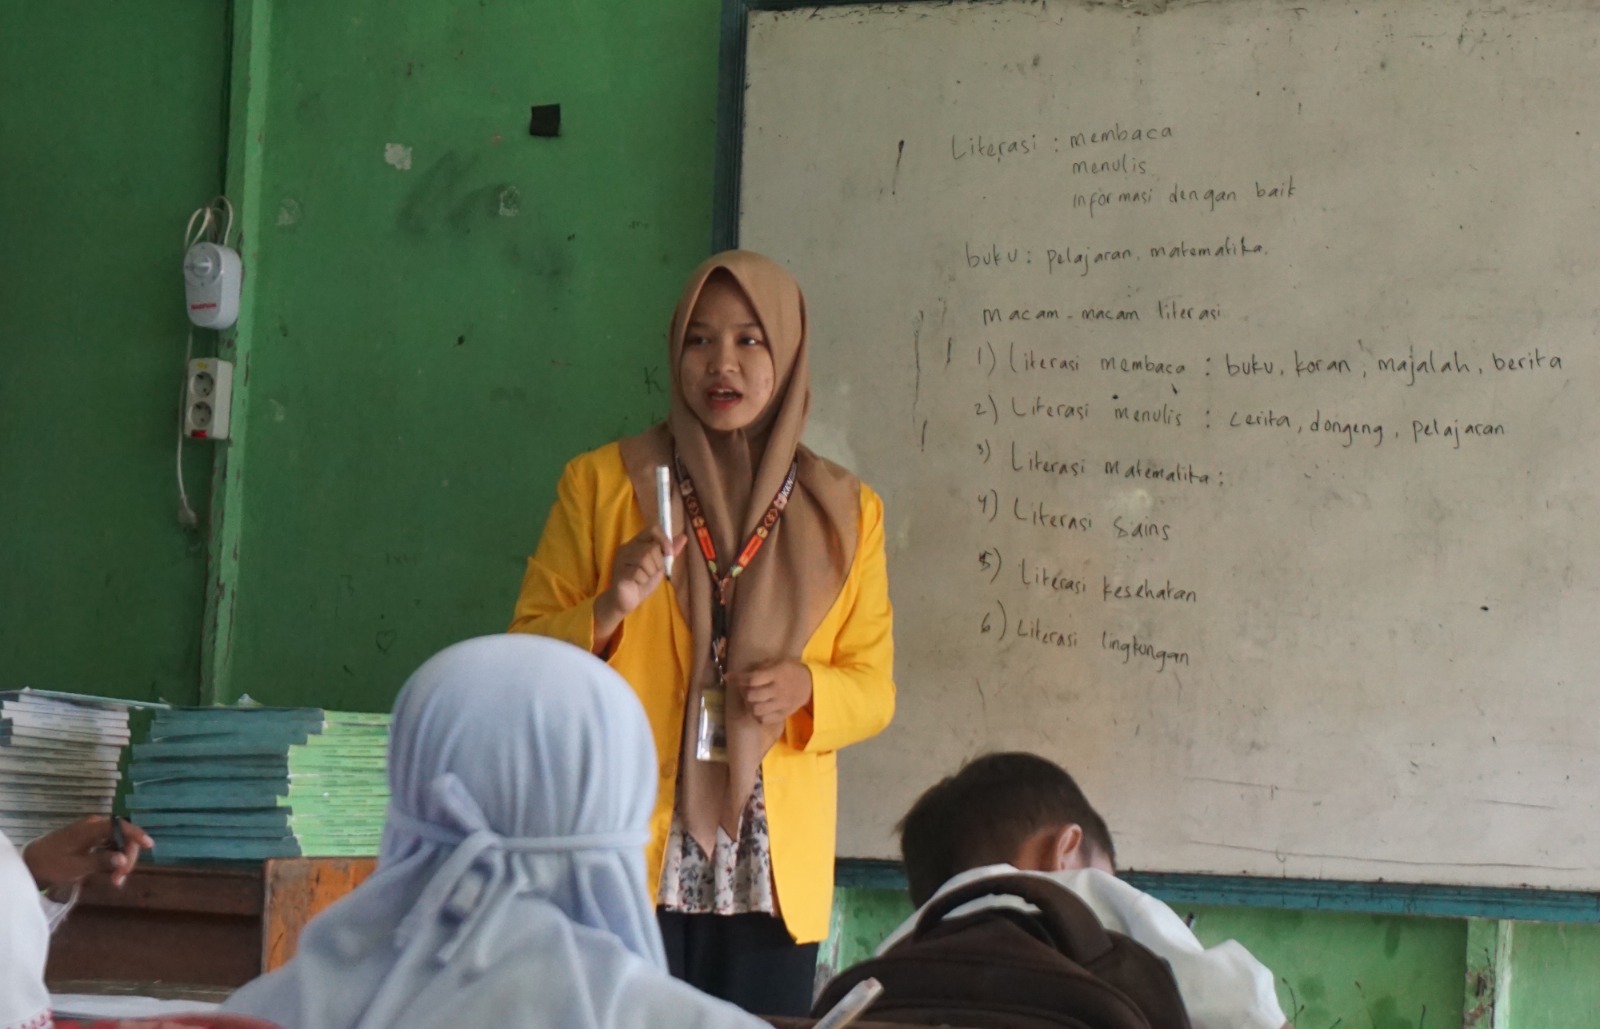 Literasi : membaca
menulis
informasi dengan baik
buku : pelajaran. matematika.
Macam - macam literasi
1) Literasi membaca : buku, koran, majalah, berita
2) Literasi menulis : cerita, dongeng, pelajaran
3) Literasi Matematika :
4) Literasi Sains
5) Literasi kesehatan
6) Literasi lingkungan
K